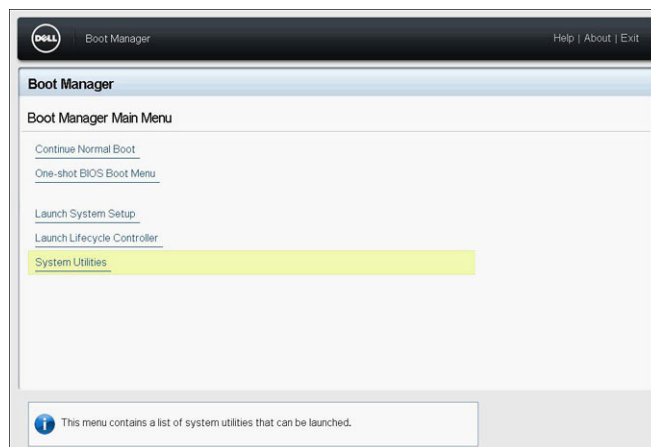 DELL
Boot Manager
Help | About | Exit
Boot Manager
Boot Manager Main Menu
Continue Normal Boot
One-shot BIOS Boot Menu
Launch System Setup
Launch Lifecycle Controller
System Utilities
This menu contains a list of system utilities that can be launched.